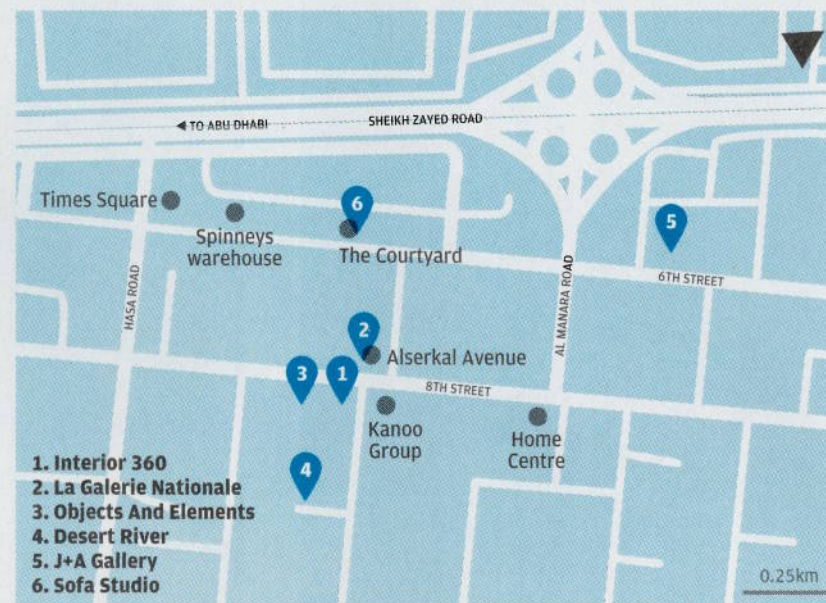 ◀ TO ABU DHABI
SHEIKH ZAYED ROAD
Times Square
6
5
Spinneys
warehouse
The Courtyard
6TH STREET
HASA ROAD
AL MANARA ROAD
2
Alserkal Avenue
3
1
8TH STREET
Kanoo
Group
Home
Centre
4
1. Interior 360
2. La Galerie Nationale
3. Objects And Elements
4. Desert River
5. J+A Gallery
6. Sofa Studio
0.25km